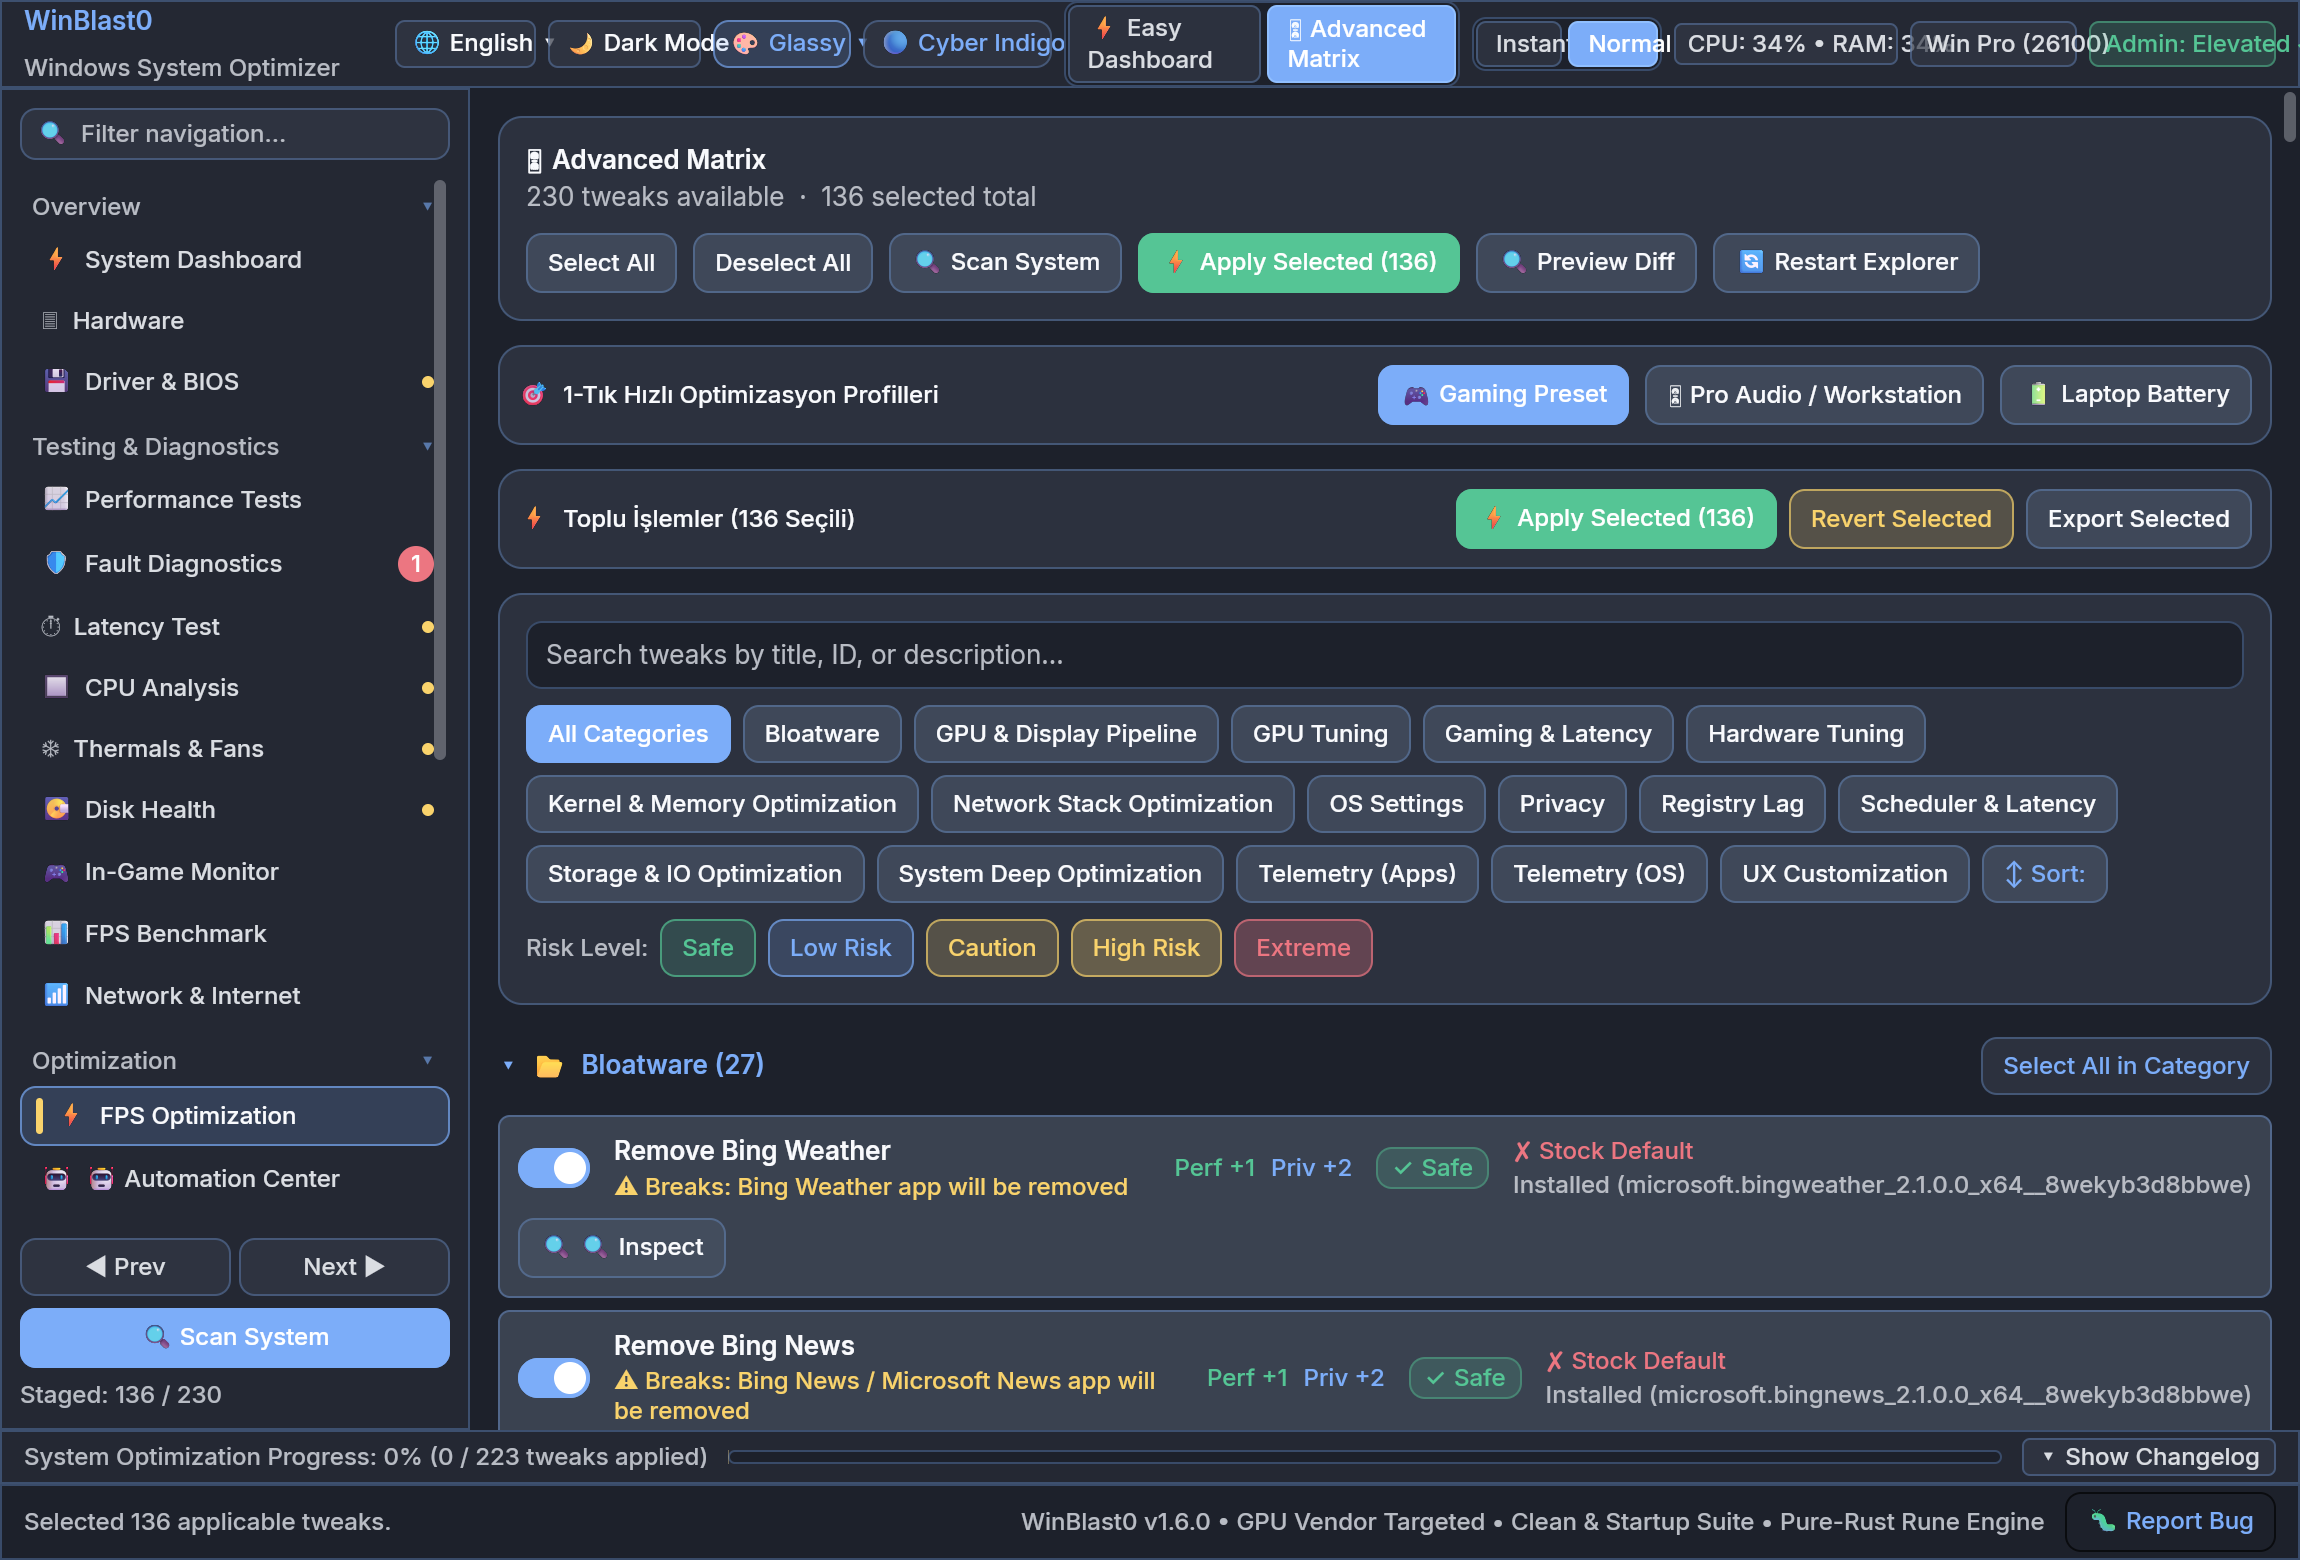 WinBlast0
Windows System Optimizer
English
Dark Mode
Glassy
Cyber Indigo
Easy
Dashboard
Advanced
Matrix
Instant
Normal
CPU: 34% • RAM: 34
Win Pro (26100)
Admin: Elevated
Filter navigation...
Overview
System Dashboard
Hardware
Driver & BIOS
Testing & Diagnostics
Performance Tests
Fault Diagnostics
1
Latency Test
CPU Analysis
Thermals & Fans
Disk Health
In-Game Monitor
FPS Benchmark
Network & Internet
Optimization
FPS Optimization
Automation Center
◀ Prev
Next ▶
Scan System
Staged: 136 / 230
Advanced Matrix
230 tweaks available · 136 selected total
Select All
Deselect All
Scan System
Apply Selected (136)
Preview Diff
Restart Explorer
1-Tık Hızlı Optimizasyon Profilleri
Gaming Preset
Pro Audio / Workstation
Laptop Battery
Toplu İşlemler (136 Seçili)
Apply Selected (136)
Revert Selected
Export Selected
Search tweaks by title, ID, or description...
All Categories
Bloatware
GPU & Display Pipeline
GPU Tuning
Gaming & Latency
Hardware Tuning
Kernel & Memory Optimization
Network Stack Optimization
OS Settings
Privacy
Registry Lag
Scheduler & Latency
Storage & IO Optimization
System Deep Optimization
Telemetry (Apps)
Telemetry (OS)
UX Customization
↕ Sort:
Risk Level:
Safe
Low Risk
Caution
High Risk
Extreme
Bloatware (27)
Select All in Category
Remove Bing Weather
⚠ Breaks: Bing Weather app will be removed
Perf +1 Priv +2
✓ Safe
✗ Stock Default
Installed (microsoft.bingweather_2.1.0.0_x64__8wekyb3d8bbwe)
Inspect
Remove Bing News
⚠ Breaks: Bing News / Microsoft News app will
be removed
Perf +1 Priv +2
✓ Safe
✗ Stock Default
Installed (microsoft.bingnews_2.1.0.0_x64__8wekyb3d8bbwe)
System Optimization Progress: 0% (0 / 223 tweaks applied)
▼ Show Changelog
Selected 136 applicable tweaks.
WinBlast0 v1.6.0 • GPU Vendor Targeted • Clean & Startup Suite • Pure-Rust Rune Engine
Report Bug